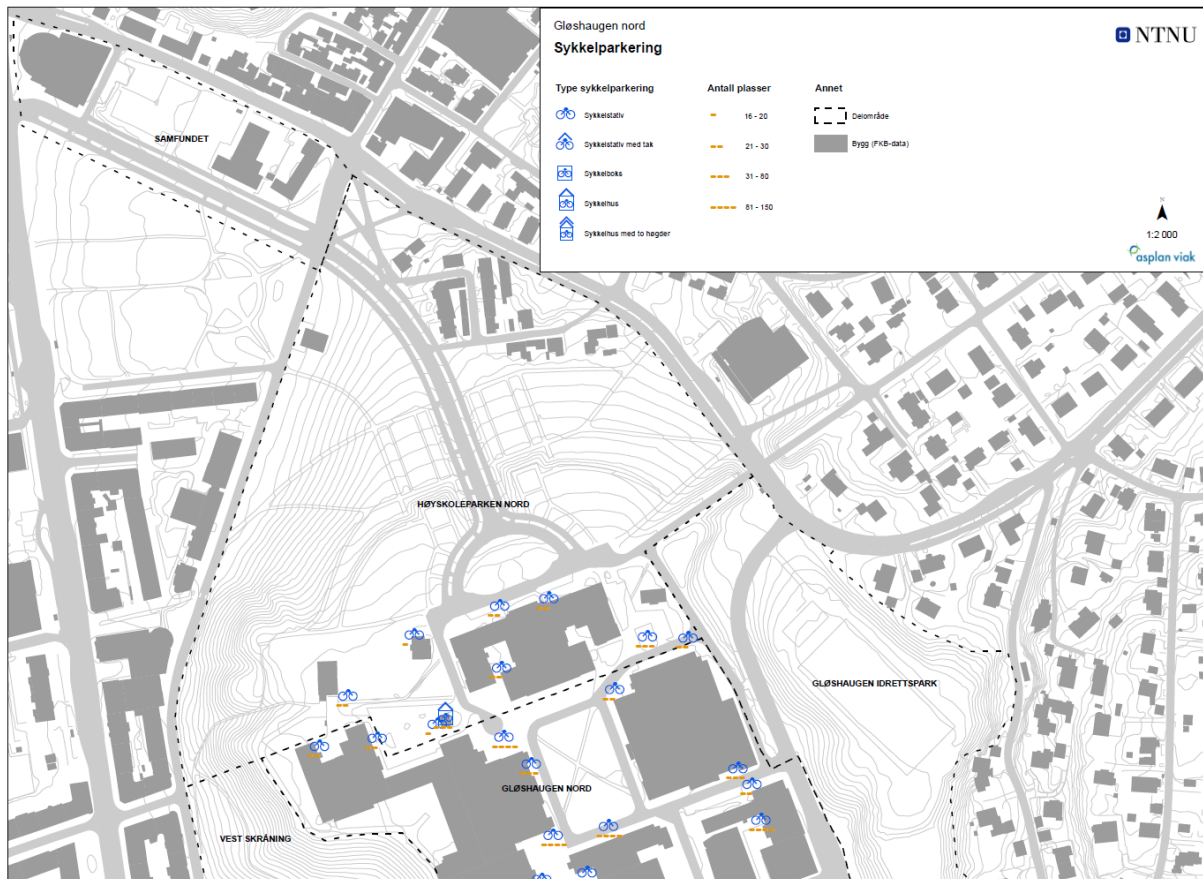 Gløshaugen nord
Sykkelparkering
NTNU
Type sykkelparkering
Sykkelstativ
Sykkelstativ med tak
Sykkelboks
Sykkelhus
Sykkelhus med to høgder
Antall plasser
16 - 20
21 - 30
31 - 80
81 - 150
Annet
Delområde
Bygg (FKB-data)
N
1:2 000
asplan viak
SAMFUNDET
HØYSKOLEPARKEN NORD
GLØSHAUGEN IDRETTSPARK
GLØSHAUGEN NORD
VEST SKRÅNING